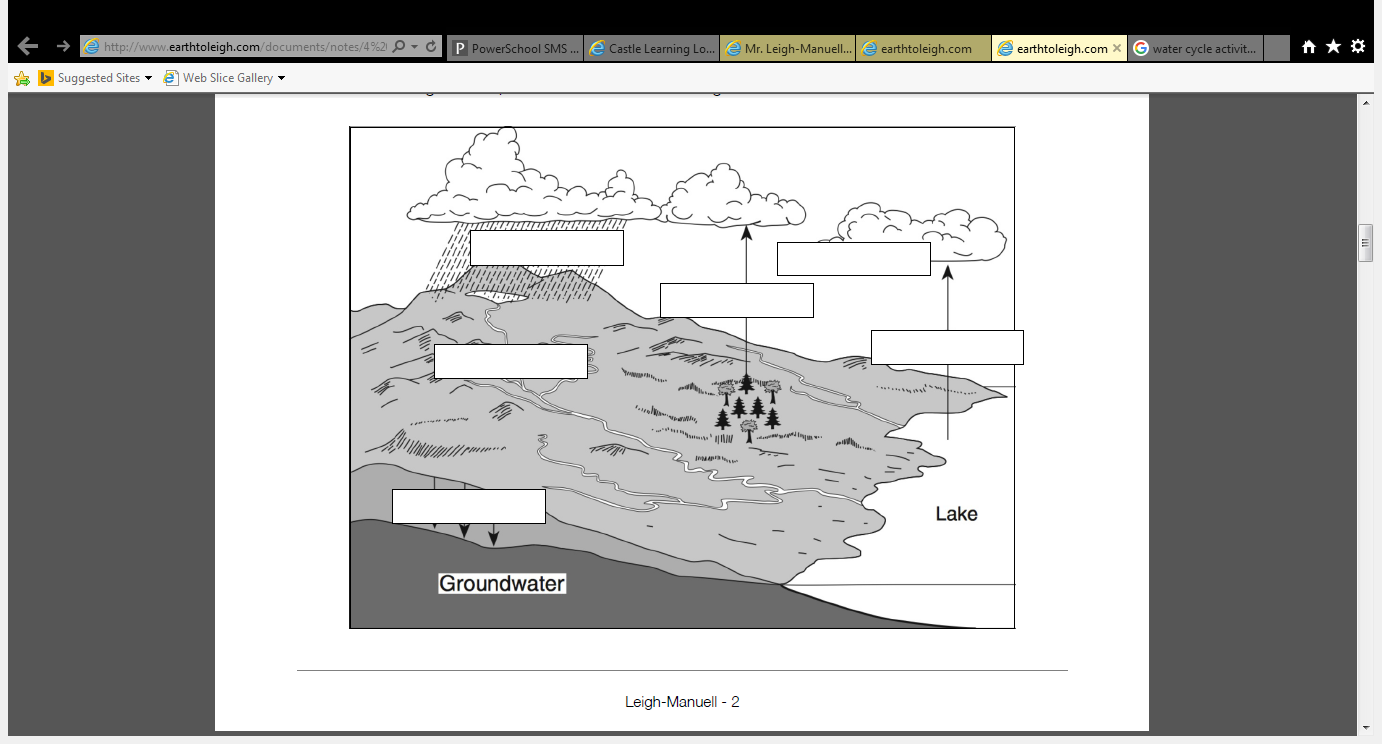 http://www.earthtoleigh.com/documents/notes/4%20
PowerSchool SMS ...
Castle Learning Lo...
Mr. Leigh-Manuell...
earthtoleigh.com
earthtoleigh.com
water cycle activit...
Suggested Sites
Web Slice Gallery
Lake
Groundwater
Leigh-Manuell - 2